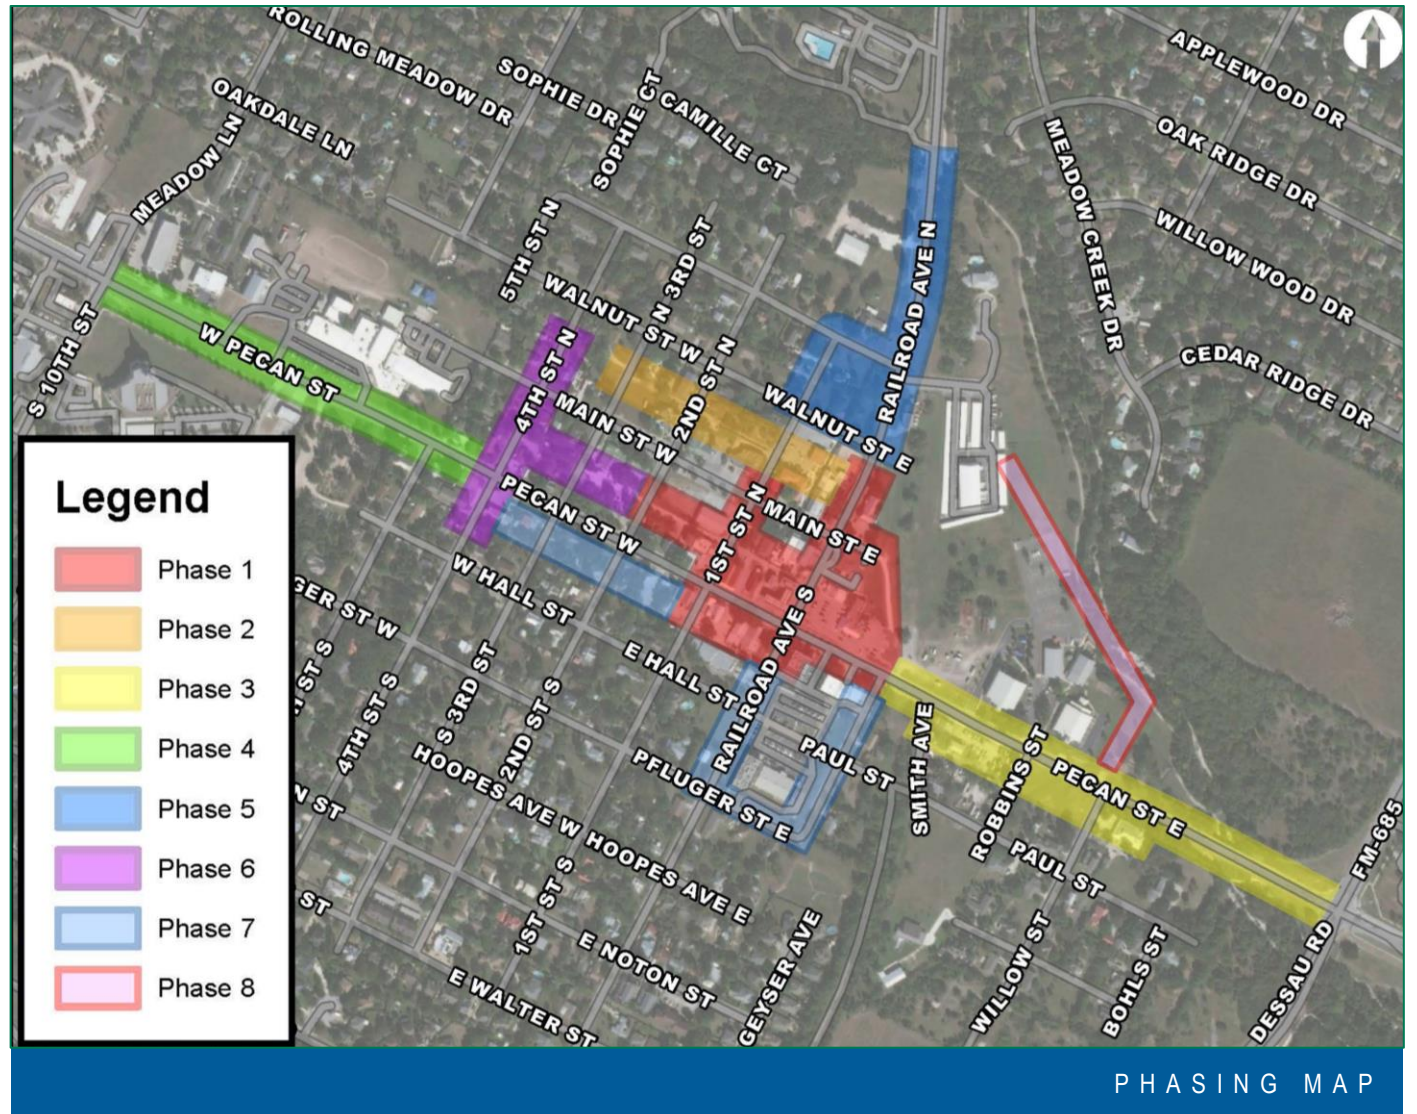 ROLLING MEADOW DR
SOPHIE DR
SOPHIE CT
CAMILLE CT
APPLEWOOD DR
OAKDALE LN
MEADOW LN
OAK RIDGE DR
MEADOW CREEK DR
WILLOW WOOD DR
CEDAR RIDGE DR
5TH ST N
N 3RD ST
RAILROAD AVE N
WALNUT ST W
2ND ST N
S 10TH ST
W PECAN ST
4TH ST N
MAIN ST W
WALNUT ST E
PECAN ST W
1ST ST N
MAIN ST E
W HALL ST
E HALL ST
RAILROAD AVE S
GER ST W
ST S
4TH ST S
S 3RD ST
2ND ST S
PFLUGER ST E
PAUL ST
SMITH AVE
ROBBINS ST
PECAN ST E
FM-685
HOOPES AVE W
HOOPES AVE E
N ST
ST
1ST ST S
PAUL ST
E NOTON ST
E WALTER ST
GEYSER AVE
WILLOW ST
BOHLS ST
DESSAU RD
Legend
Phase 1
Phase 2
Phase 3
Phase 4
Phase 5
Phase 6
Phase 7
Phase 8
PHASING MAP